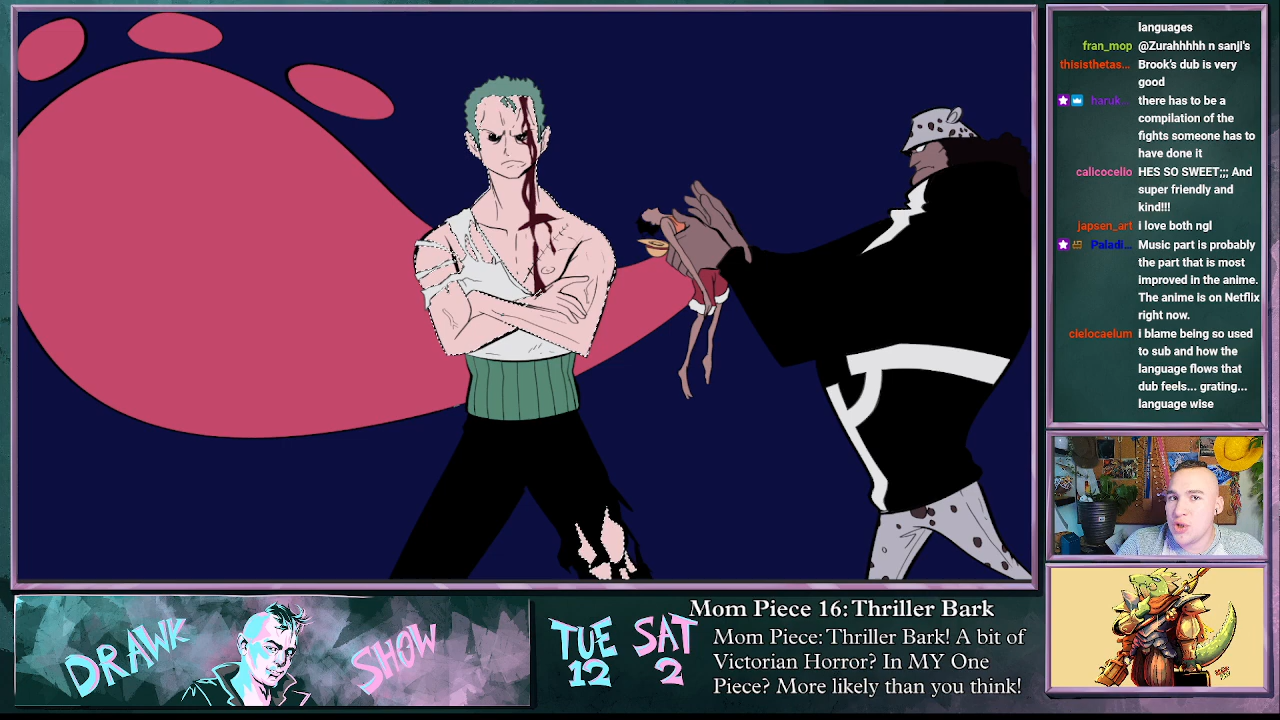 languages
fran_mop @Zurahhhhh n sanji's
thisisthetas... Brook's dub is very
good
haruk... there has to be a
compilation of the
fights someone has to
have done it
calicocelio HES SO SWEET;;; And
super friendly and
kind!!!
japsen_art I love both ngl
Paladi... Music part is probably
the part that is most
improved in the anime.
The anime is on Netflix
right now.
cielocaelum i blame being so used
to sub and how the
language flows that
dub feels... grating...
language wise
DRAWK SHOW
TUE SAT
12 2
Mom Piece 16: Thriller Bark
Mom Piece: Thriller Bark! A bit of
Victorian Horror? In MY One
Piece? More likely than you think!